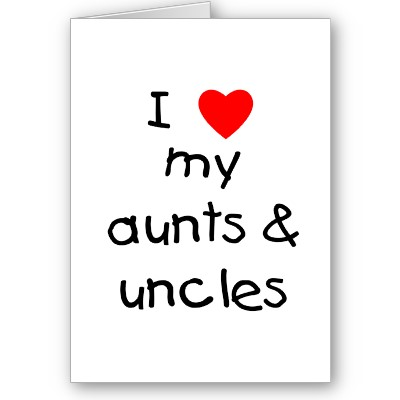 I ♥
my
aunts &
uncles